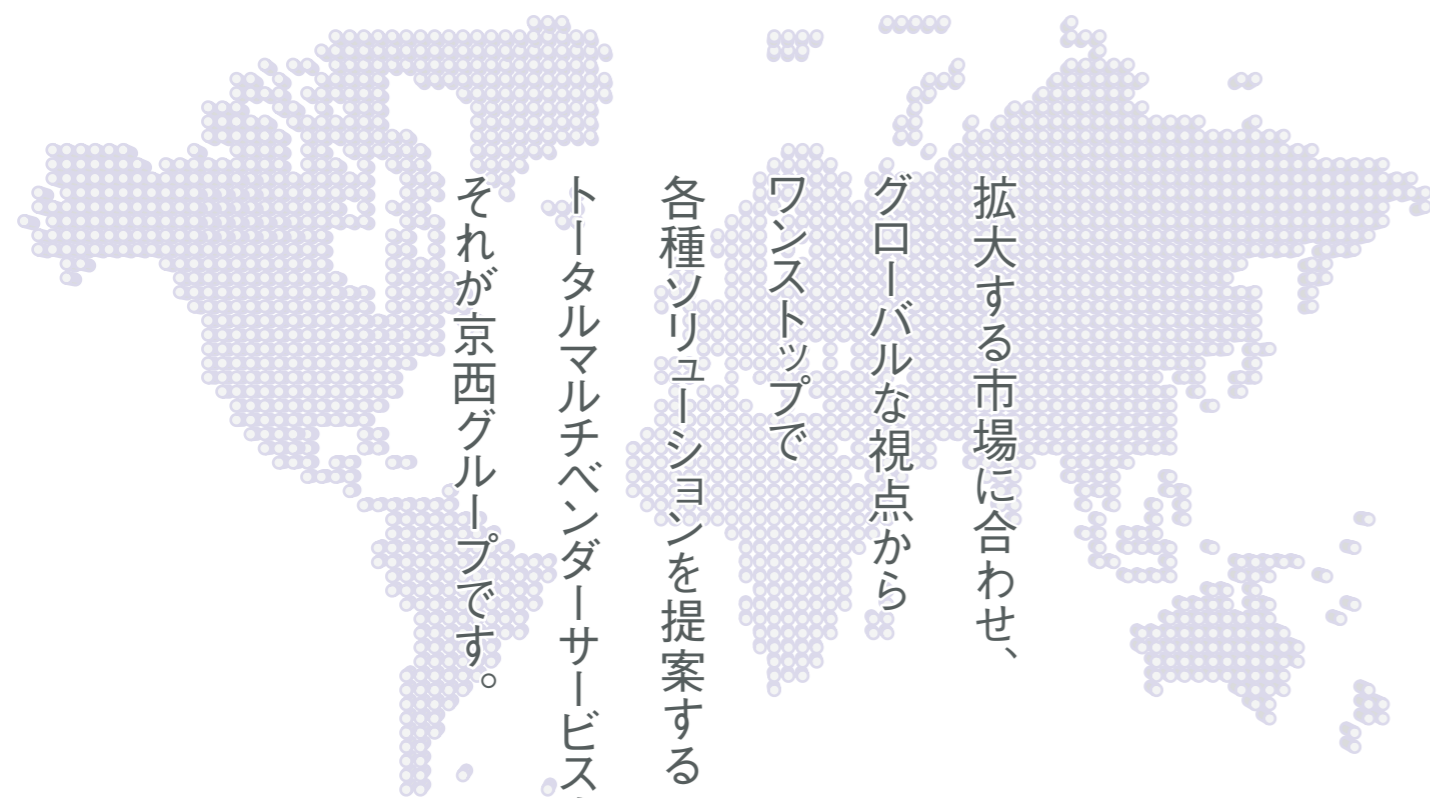 拡大する市場に合わせ、
グローバルな視点から
ワンストップで
各種ソリューションを提案する
トータルマルチベンダーサービス
それが京西グループです。